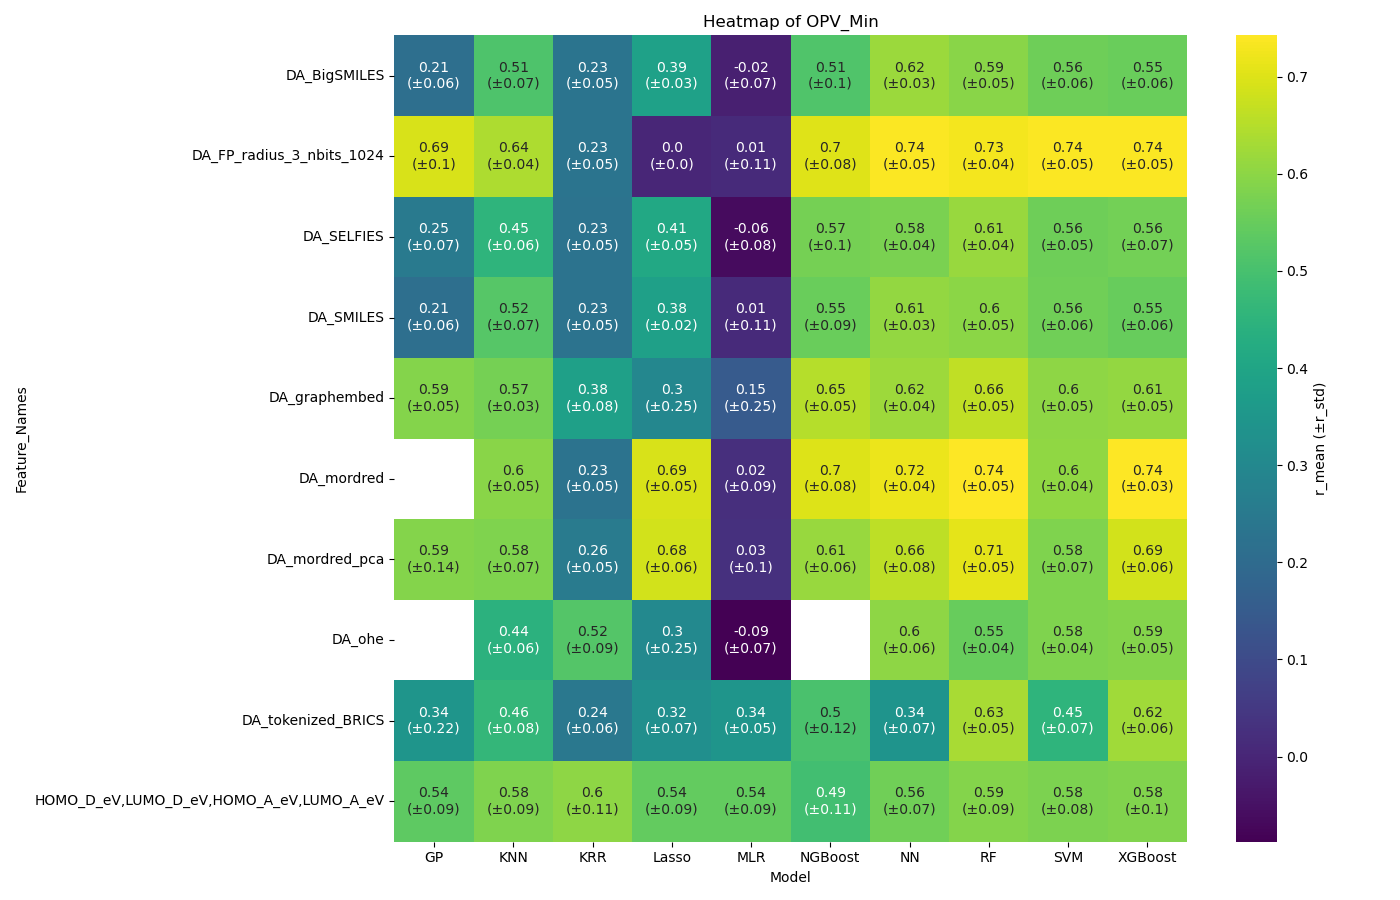 Heatmap of OPV_Min
Feature_Names
DA_BigSMILES
0.21 0.51 0.23 0.39 -0.02 0.51 0.62 0.59 0.56 0.55
(±0.06) (±0.07) (±0.05) (±0.03) (±0.07) (±0.1) (±0.03) (±0.05) (±0.06) (±0.06)
DA_FP_radius_3_nbits_1024
0.69 0.64 0.23 0.0 0.01 0.7 0.74 0.73 0.74 0.74
(±0.1) (±0.04) (±0.05) (±0.0) (±0.11) (±0.08) (±0.05) (±0.04) (±0.05) (±0.05)
DA_SELFIES
0.25 0.45 0.23 0.41 -0.06 0.57 0.58 0.61 0.56 0.56
(±0.07) (±0.06) (±0.05) (±0.05) (±0.08) (±0.1) (±0.04) (±0.04) (±0.05) (±0.07)
DA_SMILES
0.21 0.52 0.23 0.38 0.01 0.55 0.61 0.6 0.56 0.55
(±0.06) (±0.07) (±0.05) (±0.02) (±0.11) (±0.09) (±0.03) (±0.05) (±0.06) (±0.06)
DA_graphembed
0.59 0.57 0.38 0.3 0.15 0.65 0.62 0.66 0.6 0.61
(±0.05) (±0.03) (±0.08) (±0.25) (±0.25) (±0.05) (±0.04) (±0.05) (±0.05) (±0.05)
DA_mordred
0.6 0.23 0.69 0.02 0.7 0.72 0.74 0.6 0.74
(±0.05) (±0.05) (±0.05) (±0.09) (±0.08) (±0.04) (±0.05) (±0.04) (±0.03)
DA_mordred_pca
0.59 0.58 0.26 0.68 0.03 0.61 0.66 0.71 0.58 0.69
(±0.14) (±0.07) (±0.05) (±0.06) (±0.1) (±0.06) (±0.08) (±0.05) (±0.07) (±0.06)
DA_ohe
0.44 0.52 0.3 -0.09 0.6 0.55 0.58 0.59
(±0.06) (±0.09) (±0.25) (±0.07) (±0.06) (±0.04) (±0.04) (±0.05)
DA_tokenized_BRICS
0.34 0.46 0.24 0.32 0.34 0.5 0.34 0.63 0.45 0.62
(±0.22) (±0.08) (±0.06) (±0.07) (±0.05) (±0.12) (±0.07) (±0.05) (±0.07) (±0.06)
HOMO_D_eV,LUMO_D_eV,HOMO_A_eV,LUMO_A_eV
0.54 0.58 0.6 0.54 0.54 0.49 0.56 0.59 0.58 0.58
(±0.09) (±0.09) (±0.11) (±0.09) (±0.09) (±0.11) (±0.07) (±0.09) (±0.08) (±0.1)
GP KNN KRR Lasso MLR NGBoost NN RF SVM XGBoost
Model
0.7
0.6
0.5
0.4
0.3
0.2
0.1
0.0
r_mean (±r_std)